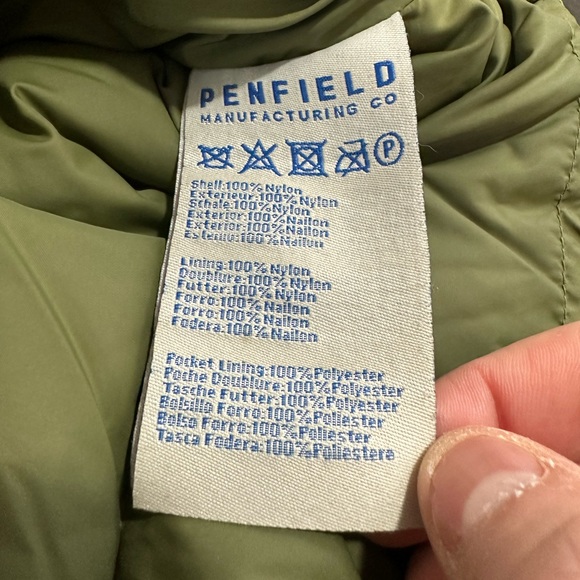 PENFIELD
MANUFACTURING CO
P
Shell:100%Nylon
Exterieur:100%Nylon
Schale:100%Nylon
Exterior:100%Nailon
Exterior:100%Nailon
Esterno:100%Nailon
Lining:100%Nylon
Doublure:100%Nylon
Futter:100%Nylon
Forro:100%Nailon
Forro:100%Nailon
Fodera:100%Nailon
Pocket Lining:100%Polyester
Poche Doublure:100%Polyester
Tasche Futter:100%Polyester
Bolsillo Forro:100%Poliester
Bolso Forro:100%Poliester
Tasca Fodera:100%Poliestere